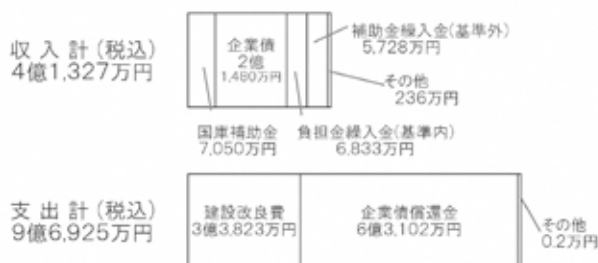 収入計(税込)
4億1,327万円
企業債
2億
1,480万円
補助金繰入金(基準外)
5,728万円
その他
236万円
国庫補助金
7,050万円
負担金繰入金(基準内)
6,833万円
支出計(税込)
9億6,925万円
建設改良費
3億3,823万円
企業債償還金
6億3,102万円
その他
0.2万円